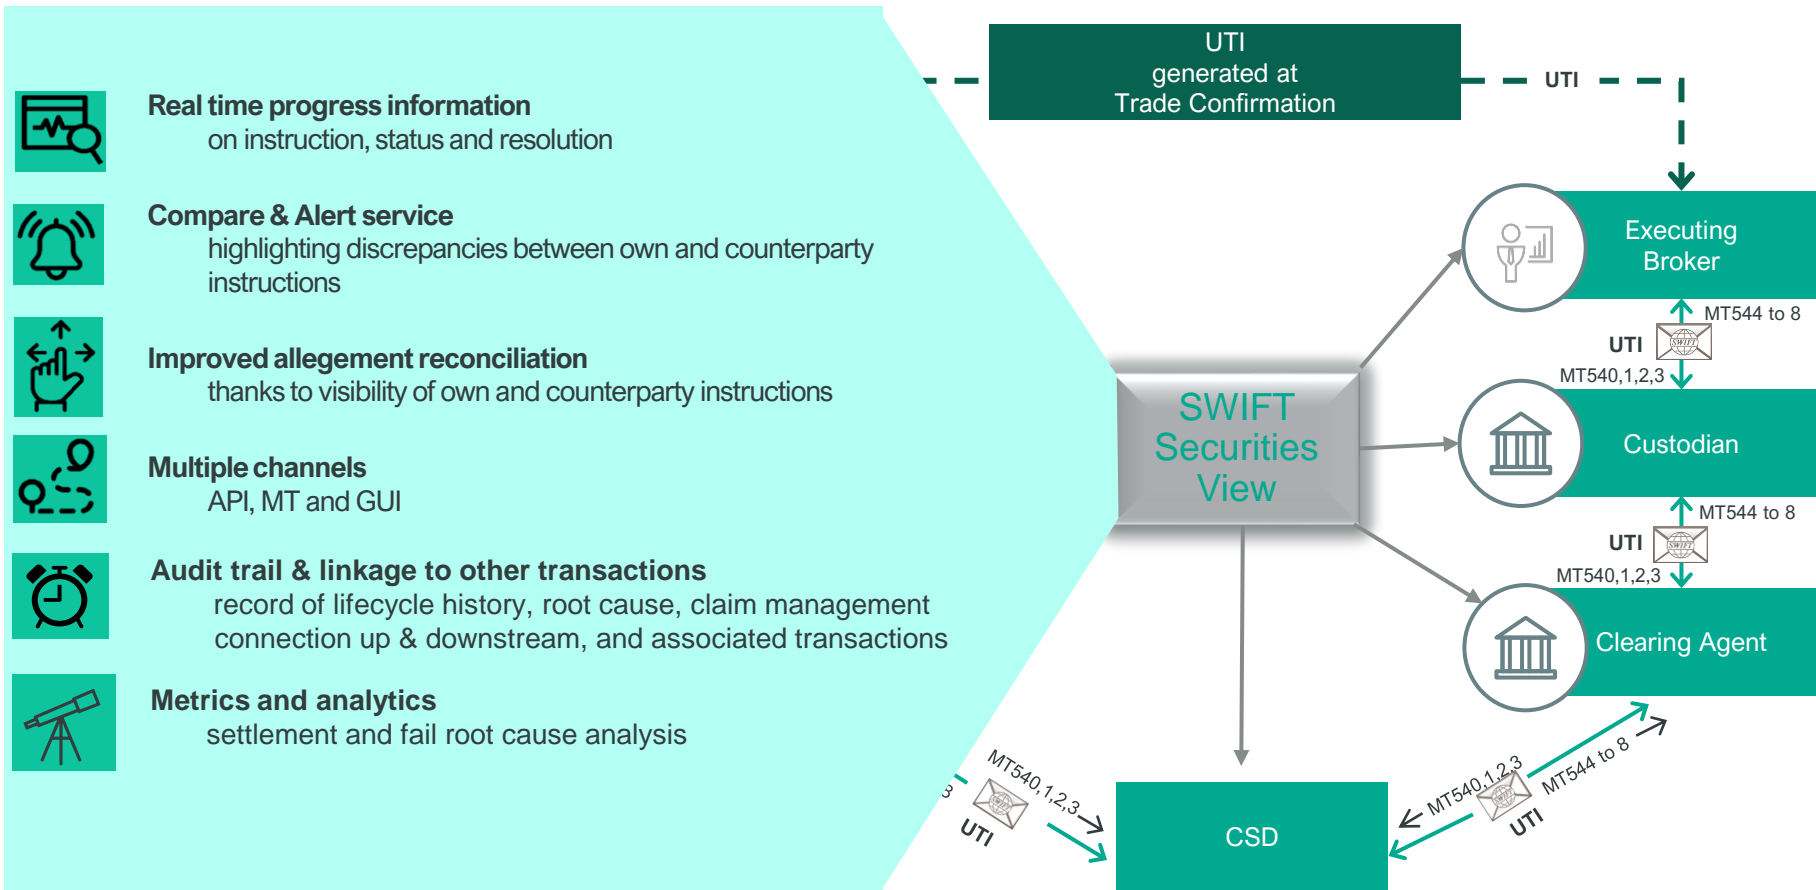 Real time progress information
on instruction, status and resolution
Compare & Alert service
highlighting discrepancies between own and counterparty
instructions
Improved allegement reconciliation
thanks to visibility of own and counterparty instructions
Multiple channels
API, MT and GUI
Audit trail & linkage to other transactions
record of lifecycle history, root cause, claim management
connection up & downstream, and associated transactions
Metrics and analytics
settlement and fail root cause analysis
UTI
generated at
Trade Confirmation
UTI
Executing
Broker
MT544 to 8
UTI
SWIFT
MT540,1,2,3
SWIFT
Securities
View
Custodian
MT544 to 8
UTI
SWIFT
MT540,1,2,3
Clearing Agent
MT540,1,2,3
3
SWIFT
UTI
CSD
MT540,1,2,3
MT544 to 8
SWIFT
UTI